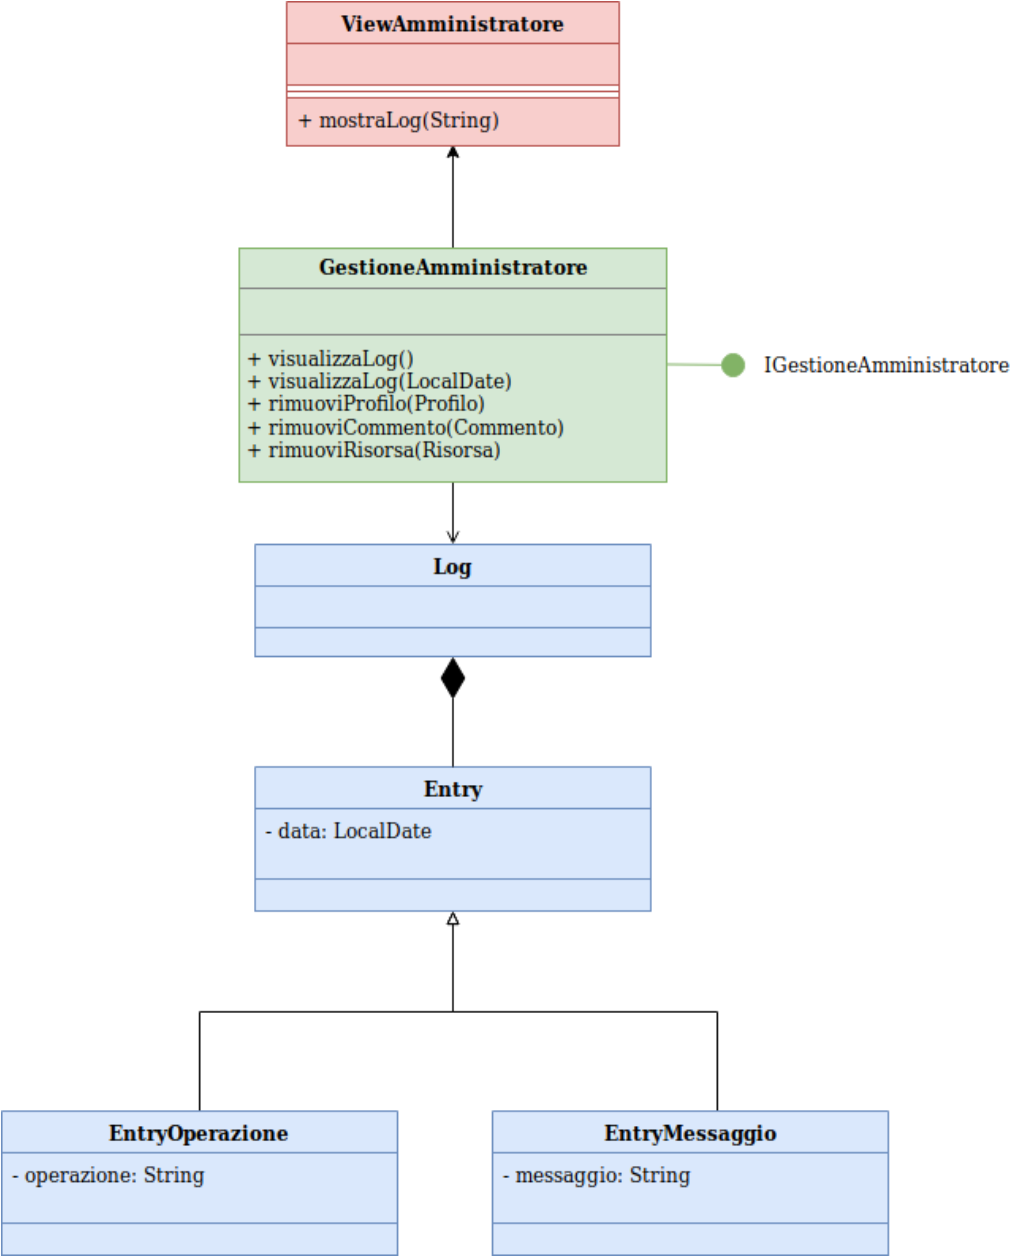 ViewAmministratore
+ mostraLog(String)
GestioneAmministratore
+ visualizzaLog()
+ visualizzaLog(LocalDate)
+ rimuoviProfilo(Profilo)
+ rimuoviCommento(Commento)
+ rimuoviRisorsa(Risorsa)
IGestioneAmministratore
Log
Entry
- data: LocalDate
EntryOperazione
- operazione: String
EntryMessaggio
- messaggio: String